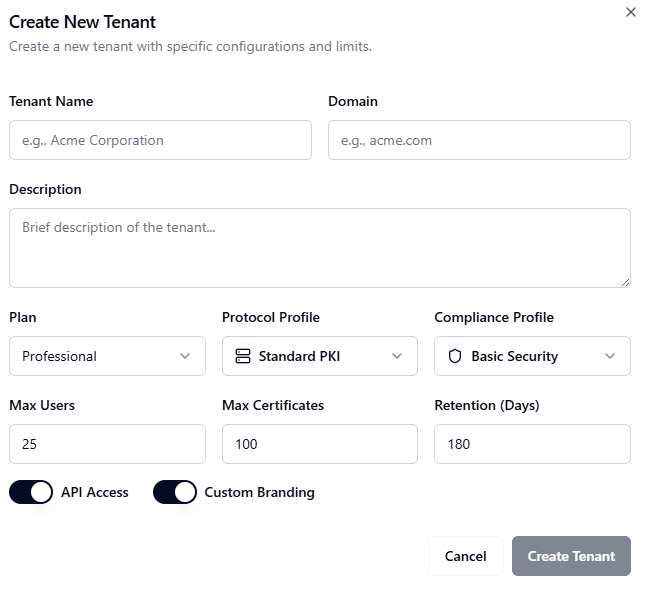 Create New Tenant
Create a new tenant with specific configurations and limits.
Tenant Name
Domain
e.g., Acme Corporation
e.g., acme.com
Description
Brief description of the tenant...
Plan
Protocol Profile
Compliance Profile
Professional
Standard PKI
Basic Security
Max Users
Max Certificates
Retention (Days)
25
100
180
API Access
Custom Branding
Cancel
Create Tenant